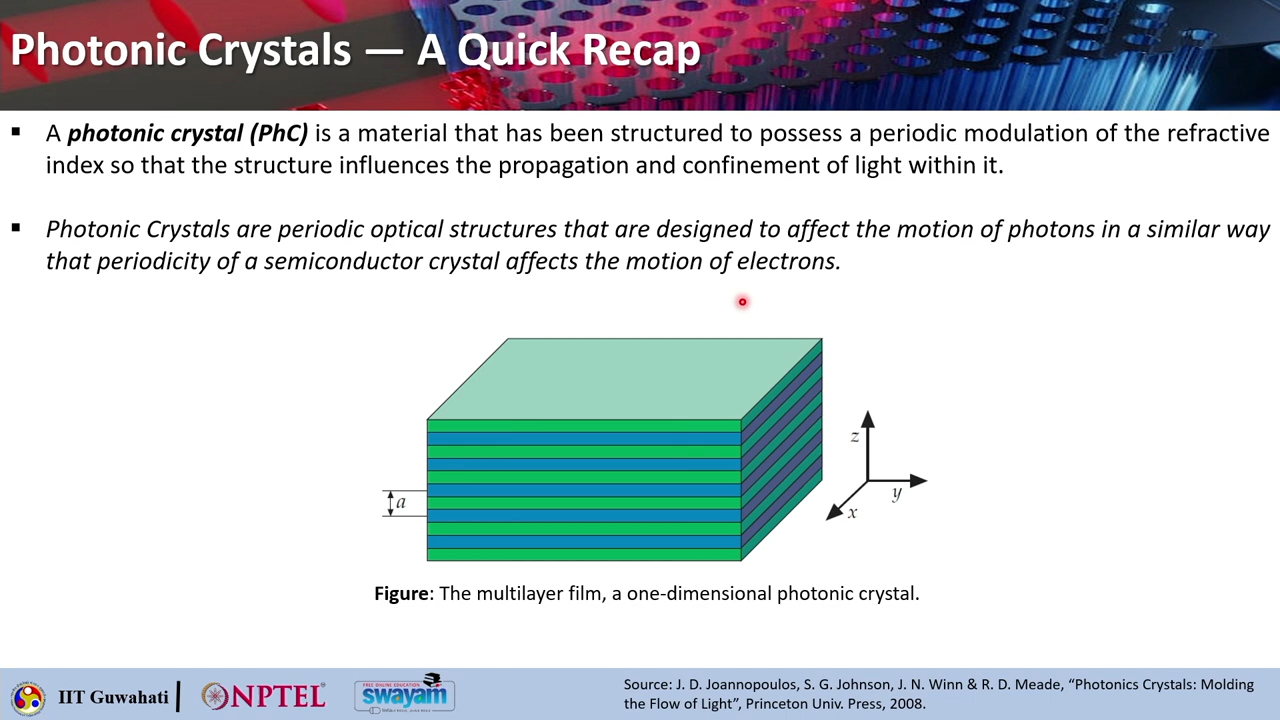 Photonic Crystals — A Quick Recap
▪ A photonic crystal (PhC) is a material that has been structured to possess a periodic modulation of the refractive
index so that the structure influences the propagation and confinement of light within it.
▪ Photonic Crystals are periodic optical structures that are designed to affect the motion of photons in a similar way
that periodicity of a semiconductor crystal affects the motion of electrons.
z
a
y
x
Figure: The multilayer film, a one-dimensional photonic crystal.
IIT Guwahati
NPTEL
FREE ONLINE EDUCATION
swayam
Source: J. D. Joannopoulos, S. G. Johnson, J. N. Winn & R. D. Meade, “Photonics Crystals: Molding
the Flow of Light”, Princeton Univ. Press, 2008.